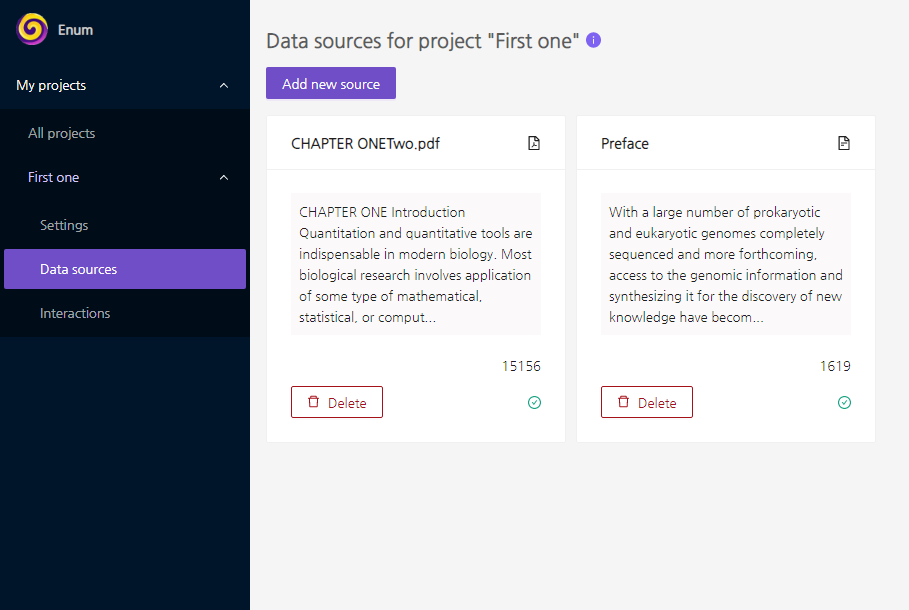 Enum
My projects
All projects
First one
Settings
Data sources
Interactions
Data sources for project "First one"
Add new source
CHAPTER ONETwo.pdf
CHAPTER ONE Introduction
Quantitation and quantitative tools are
indispensable in modern biology. Most
biological research involves application
of some type of mathematical,
statistical, or comput...
15156
Delete
Preface
With a large number of prokaryotic
and eukaryotic genomes completely
sequenced and more forthcoming,
access to the genomic information and
synthesizing it for the discovery of new
knowledge have becom...
1619
Delete